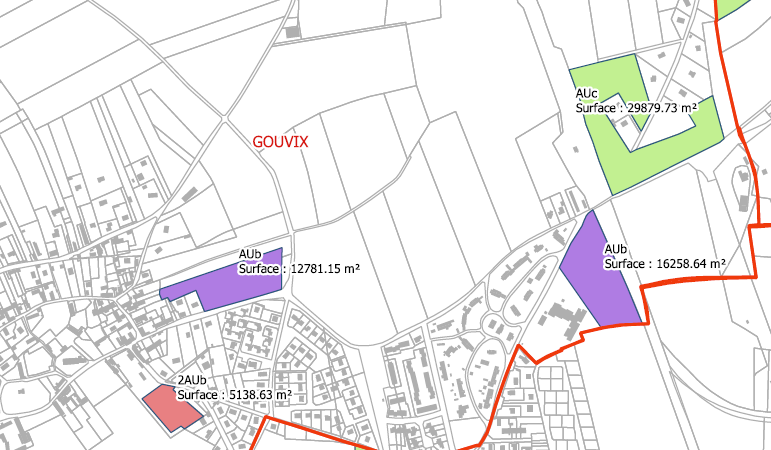 AUc
Surface : 29879.73 m²
GOUVIX
AUb
Surface : 12781.15 m²
AUb
Surface : 16258.64 m²
2AUb
Surface : 5138.63 m²